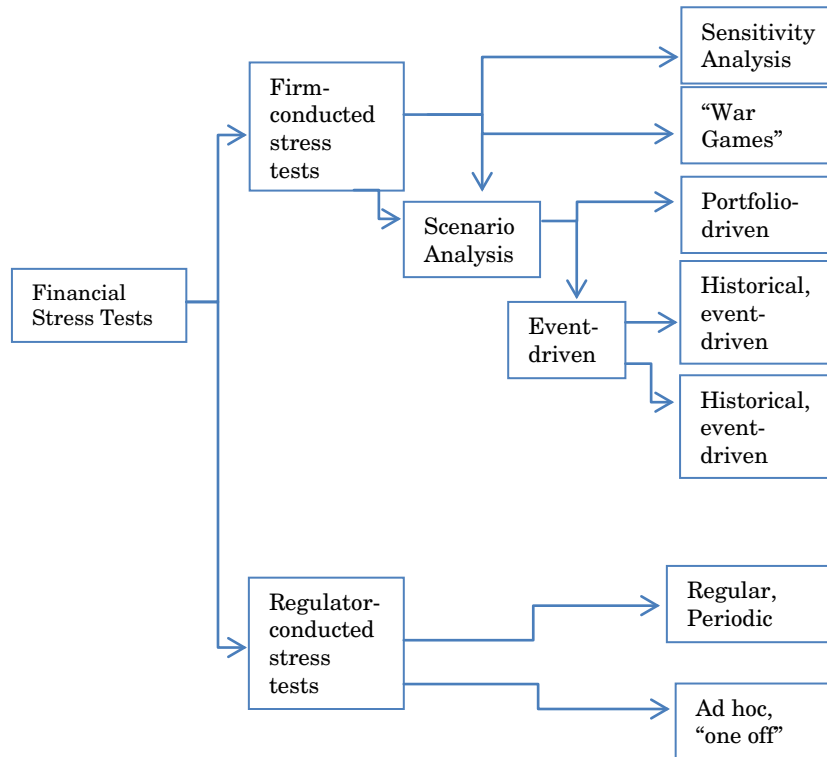 Sensitivity
Analysis
Firm-
conducted
stress
tests
“War
Games”
Scenario
Analysis
Portfolio-
driven
Financial
Stress Tests
Event-
driven
Historical,
event-
driven
Historical,
event-
driven
Regulator-
conducted
stress
tests
Regular,
Periodic
Ad hoc,
“one off”